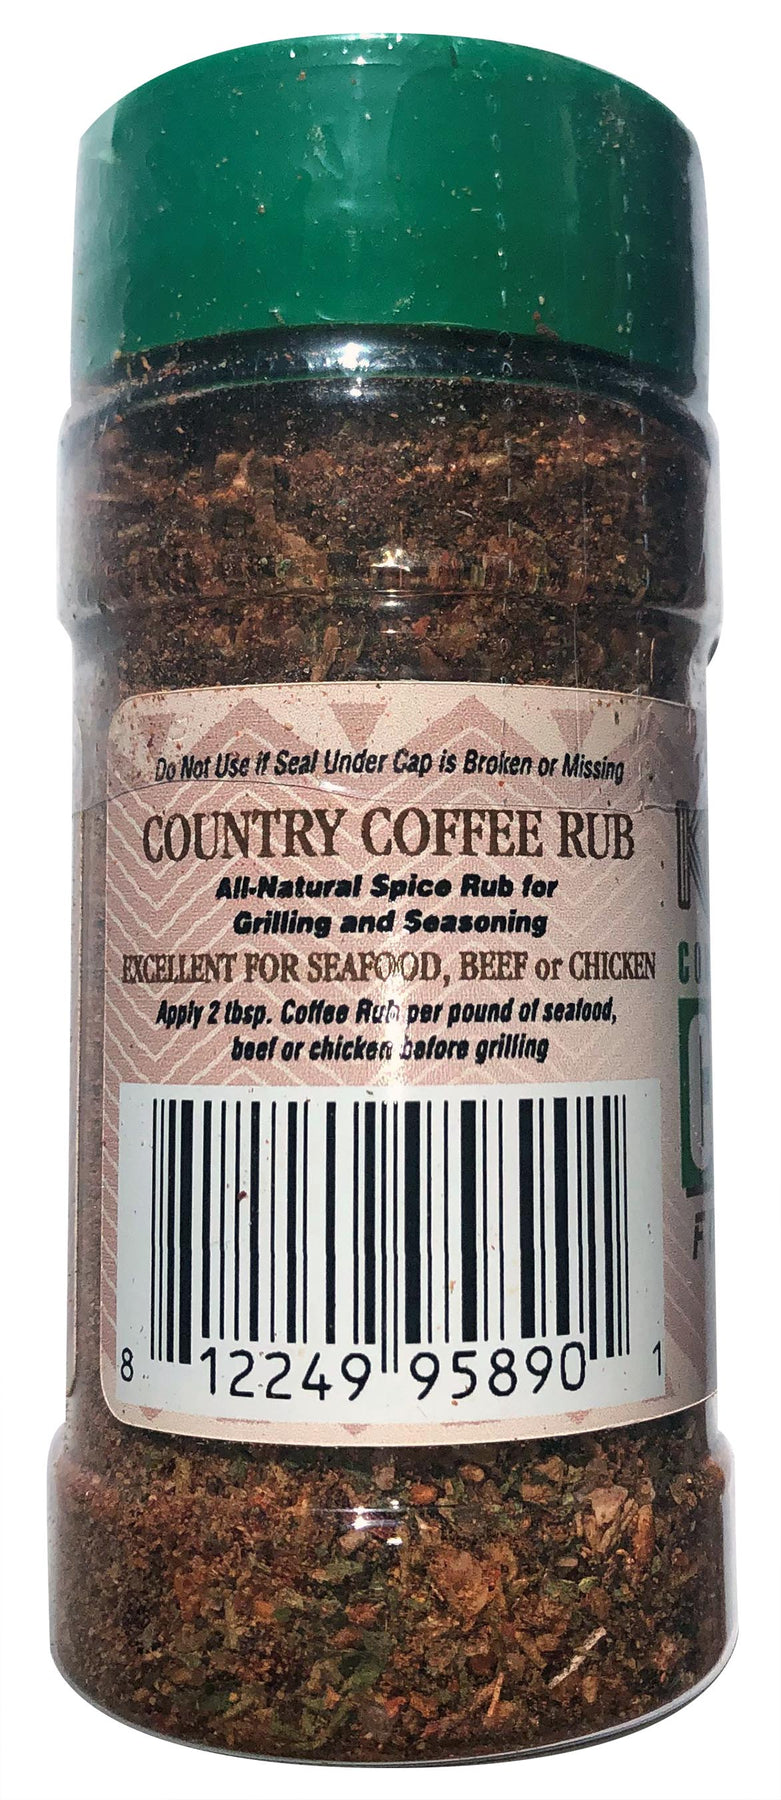 Do Not Use if Seal Under Cap is Broken or Missing
COUNTRY COFFEE RUB
All-Natural Spice Rub for
Grilling and Seasoning
EXCELLENT FOR SEAFOOD, BEEF or CHICKEN
Apply 2 tbsp. Coffee Rub per pound of seafood,
beef or chicken before grilling
8 12249 95890 1